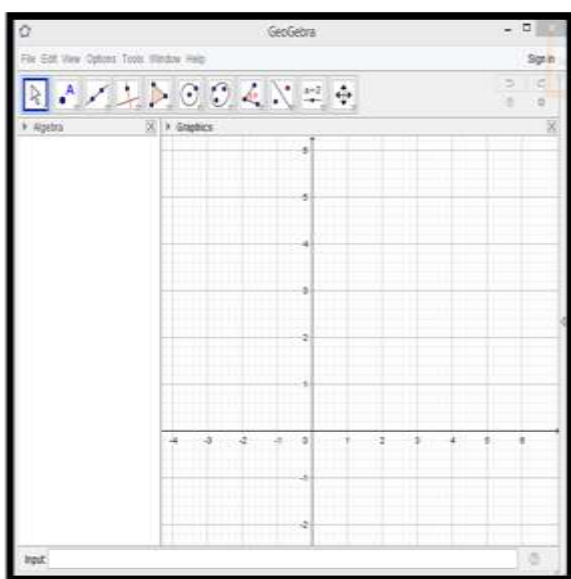 GeoGebra
File Edit View Options Tools Window Help
Sign in
A
a=2
Algebra
Graphics
6
5
4
3
2
1
-4 -3 -2 -1 0 1 2 3 4 5 6
-1
-2
Input: